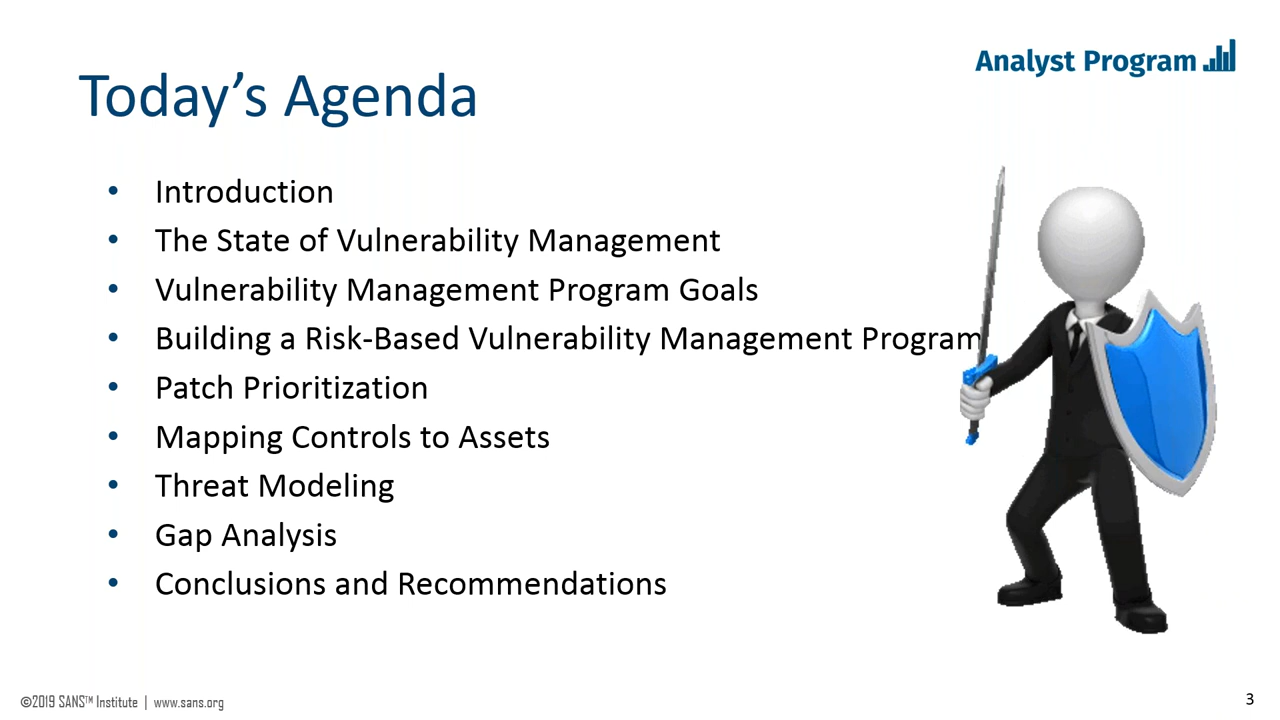 Analyst Program
Today’s Agenda
• Introduction
• The State of Vulnerability Management
• Vulnerability Management Program Goals
• Building a Risk-Based Vulnerability Management Program
• Patch Prioritization
• Mapping Controls to Assets
• Threat Modeling
• Gap Analysis
• Conclusions and Recommendations
©2019 SANS™ Institute | www.sans.org
3